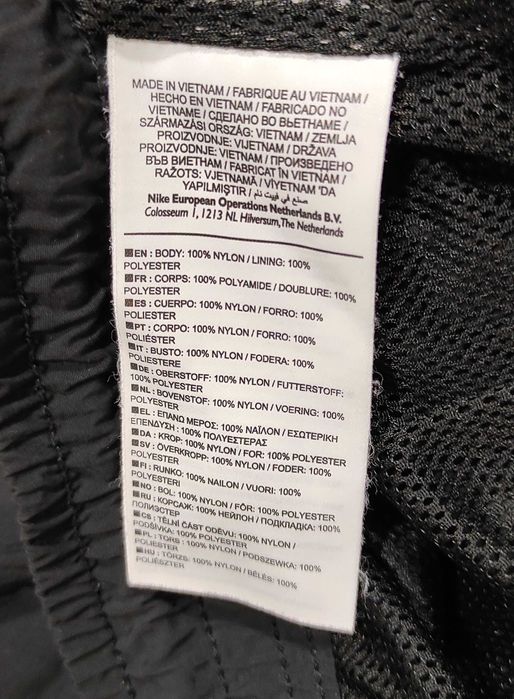 MADE IN VIETNAM / FABRIQUE AU VIETNAM /
HECHO EN VIETNAM / FABRICADO NO
VIETNAME / СДЕЛАНО ВО ВЬЕТНАМЕ /
SZÁRMAZÁSI ORSZÁG: VIETNAM / ZEMLJA
PROIZVODNJE: VIJETNAM / DRŽAVA
PROIZVODNJE: VIETNAM / ПРОИЗВЕДЕНО
ВЪВ ВИЕТНАМ / FABRICAT ÎN VIETNAM /
RAŽOTS: VJETNAMĀ / VİYETNAM 'DA
YAPILMIŞTIR / صنع في فييت نام
Nike European Operations Netherlands B.V.
Colosseum 1, 1213 NL Hilversum, The Netherlands
EN : BODY: 100% NYLON / LINING: 100%
POLYESTER
FR : CORPS: 100% POLYAMIDE / DOUBLURE: 100%
POLYESTER
ES : CUERPO: 100% NYLON / FORRO: 100%
POLIESTER
PT : CORPO: 100% NYLON / FORRO: 100%
POLIÉSTER
IT : BUSTO: 100% NYLON / FODERA: 100%
POLIESTERE
DE : OBERSTOFF: 100% NYLON / FUTTERSTOFF:
100% POLYESTER
NL : BOVENSTOF: 100% NYLON / VOERING: 100%
POLYESTER
EL : ΕΠΑΝΩ ΜΕΡΟΣ: 100% ΝΑΪΛΟΝ / ΕΣΩΤΕΡΙΚΗ
ΕΠΕΝΔΥΣΗ: 100% ΠΟΛΥΕΣΤΕΡΑΣ
DA : KROP: 100% NYLON / FOR: 100% POLYESTER
SV : ÖVERKROPP: 100% NYLON / FODER: 100%
POLYESTER
FI : RUNKO: 100% NAILON / VUORI: 100%
POLYESTERI
NO : BOL: 100% NYLON / FÔR: 100% POLYESTER
RU : КОРСАЖ: 100% НЕЙЛОН / ПОДКЛАДКА: 100%
ПОЛИЭСТЕР
CS : TĚLNÍ ČÁST ODĚVU: 100% NYLON /
PODŠÍVKA: 100% POLYESTER
PL : TORS : 100% NYLON / PODSZEWKA: 100%
POLIESTER
HU : TÖRZS: 100% NYLON / BÉLÉS: 100%
POLIÉSZTER